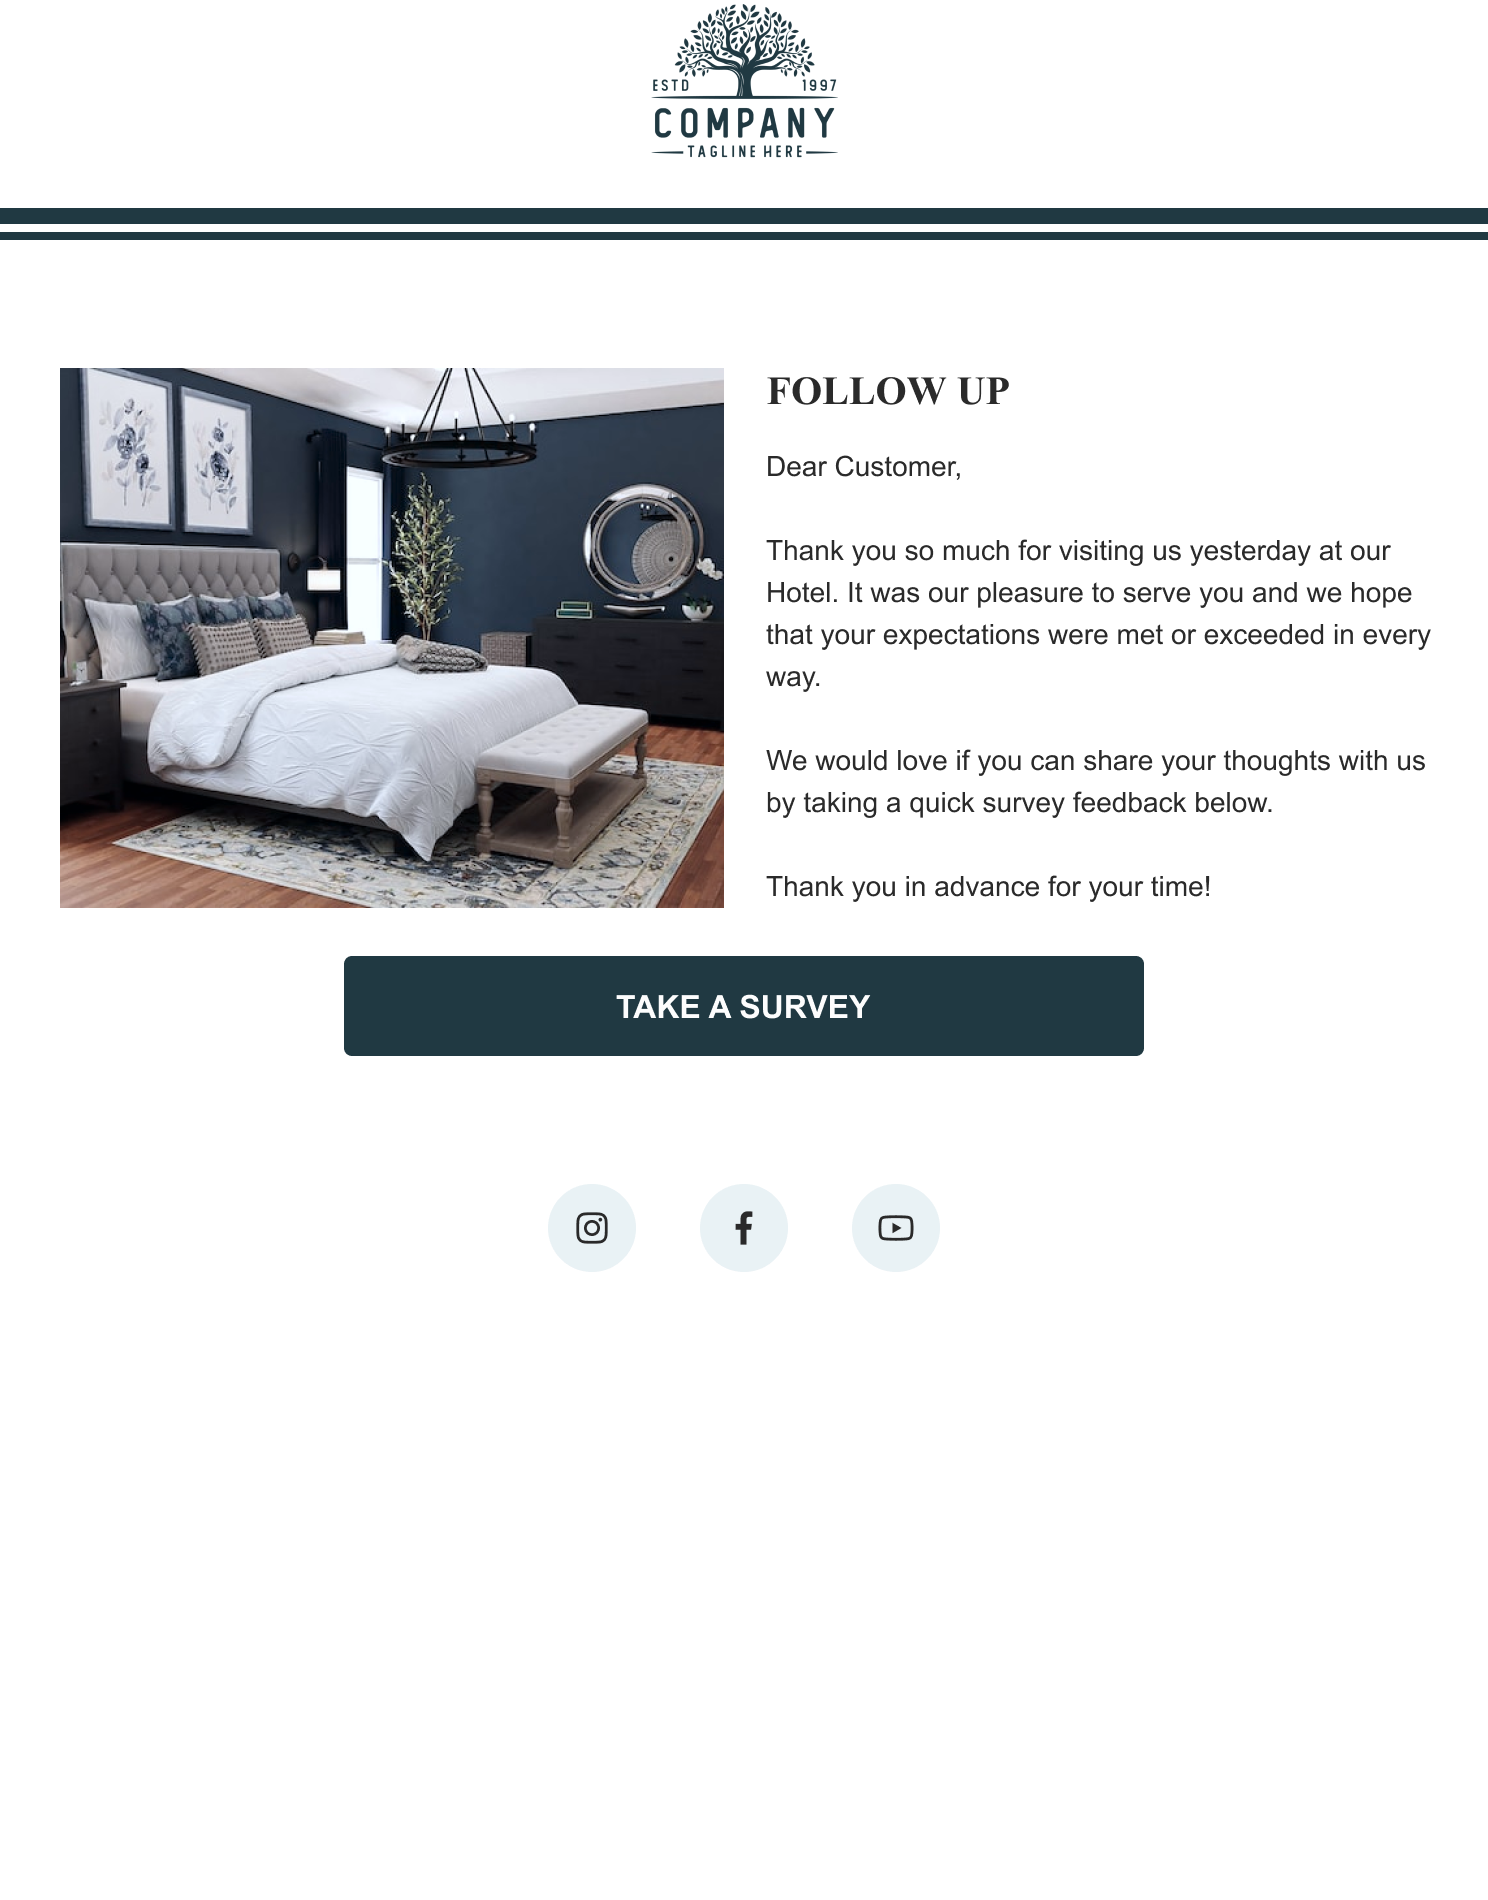 ESTD 1997
COMPANY
TAGLINE HERE
FOLLOW UP
Dear Customer,
Thank you so much for visiting us yesterday at our
Hotel. It was our pleasure to serve you and we hope
that your expectations were met or exceeded in every
way.
We would love if you can share your thoughts with us
by taking a quick survey feedback below.
Thank you in advance for your time!
TAKE A SURVEY